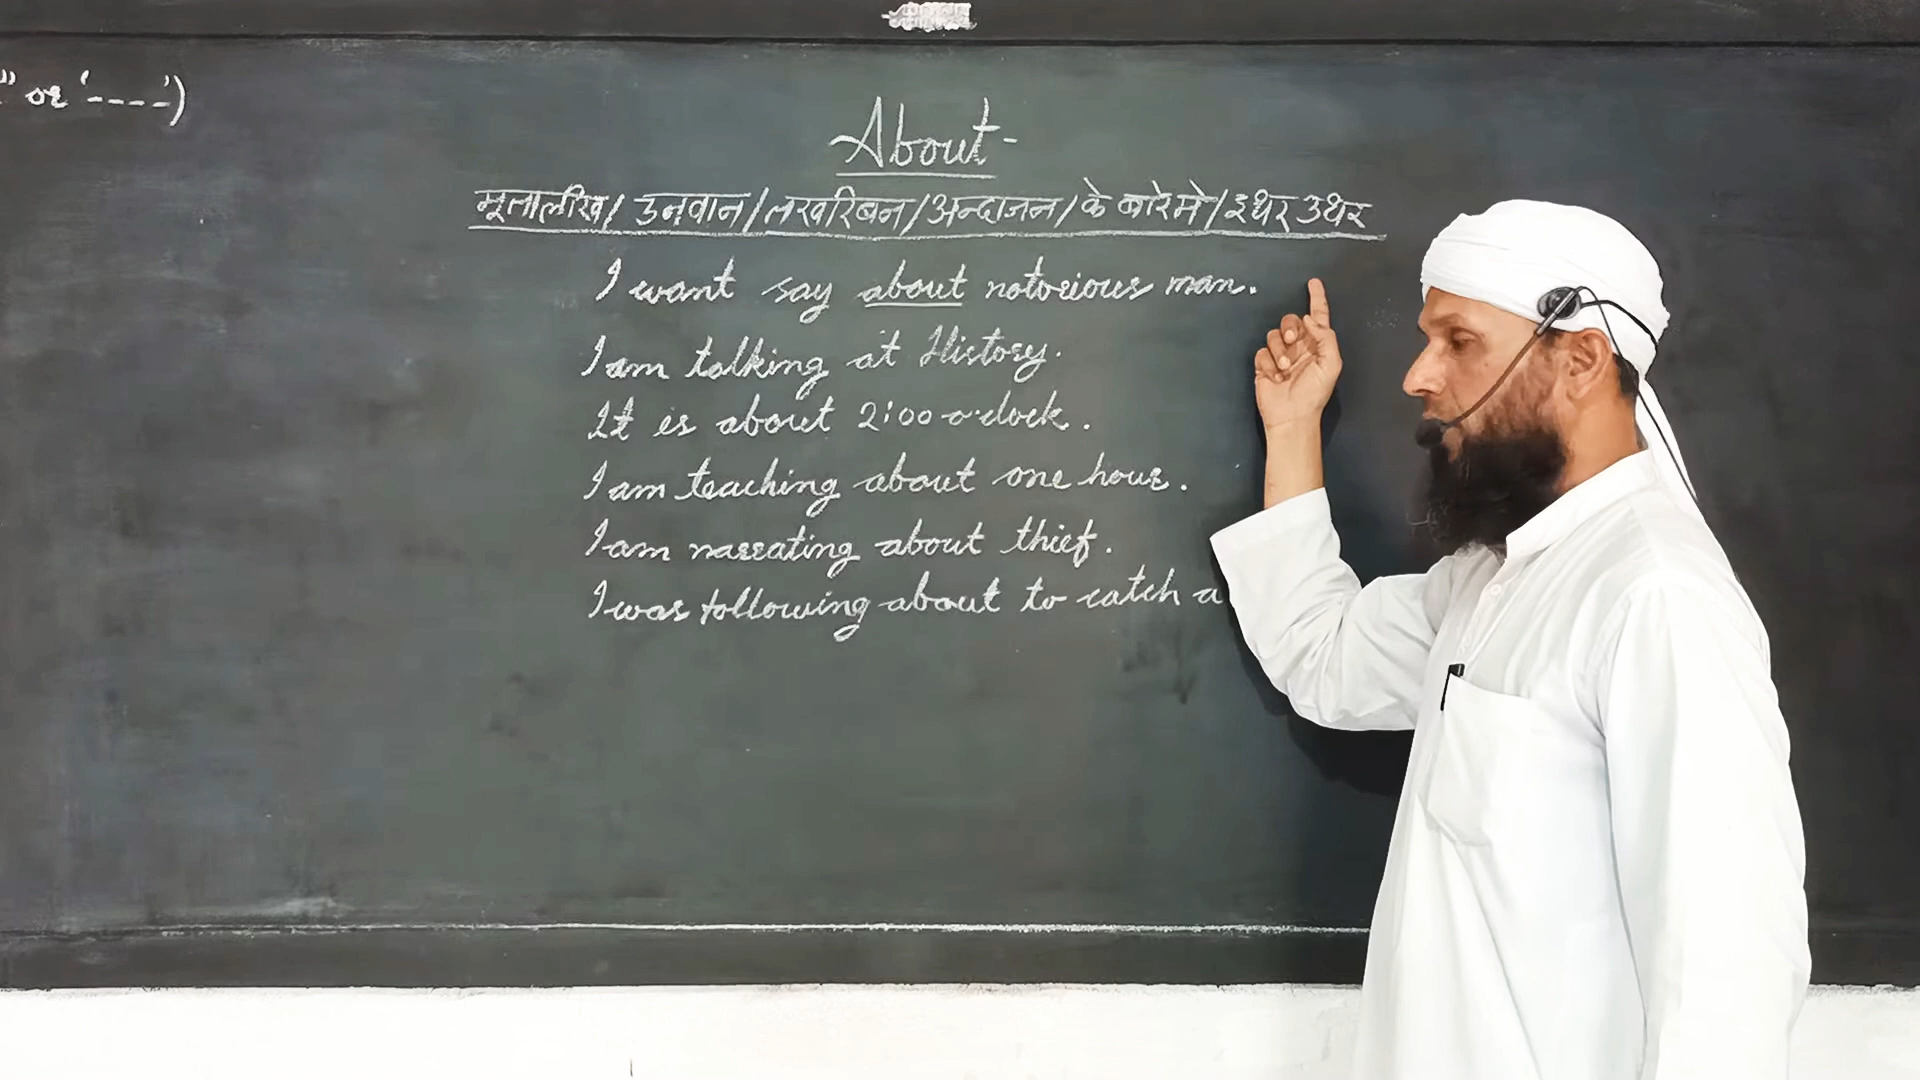 " or '----')
About-
मूतालीख/ उनवान/लखरिबन/अन्दाजन/के बारेमे/इधर उधर
I want say about notorious man.
I am talking at History.
It is about 2:00 o'clock.
I am teaching about one hour.
I am narrating about thief.
I was following about to catch a